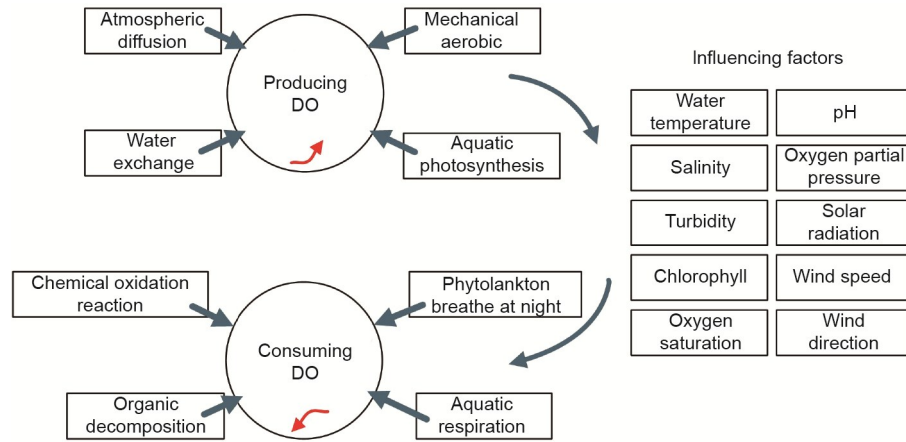 Atmospheric
diffusion
Mechanical
aerobic
Producing
DO
Water
exchange
Aquatic
photosynthesis
Influencing factors
Water
temperature
pH
Salinity
Oxygen partial
pressure
Turbidity
Solar
radiation
Chlorophyll
Wind speed
Oxygen
saturation
Wind
direction
Chemical oxidation
reaction
Phytolankton
breathe at night
Consuming
DO
Organic
decomposition
Aquatic
respiration